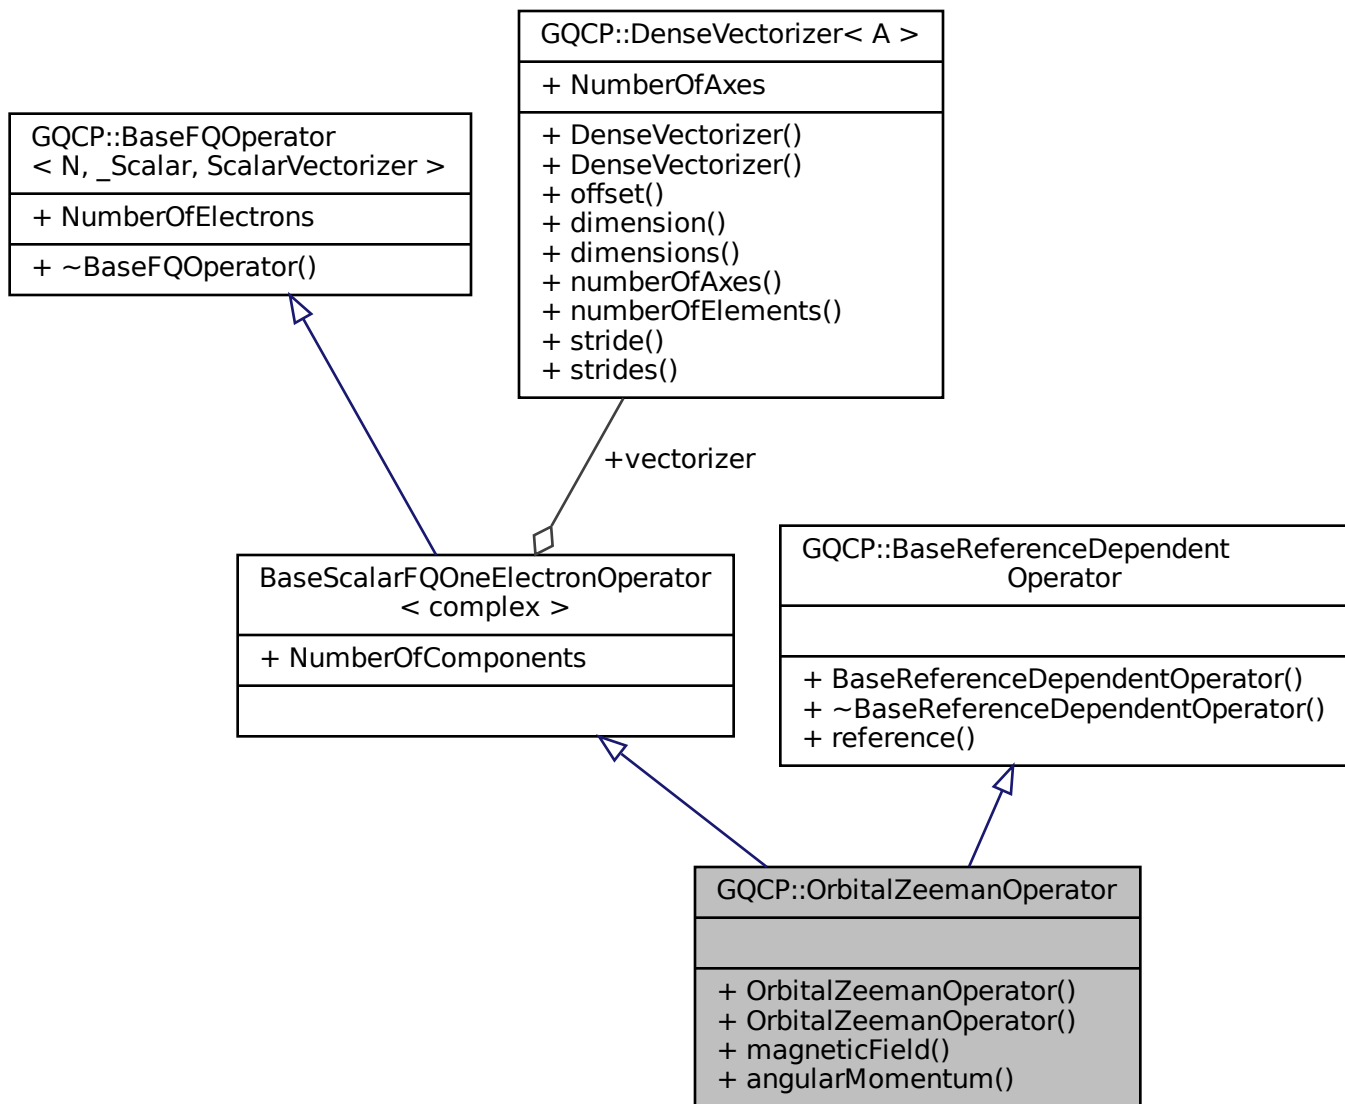 GQCP::DenseVectorizer< A >
+ NumberOfAxes
+ DenseVectorizer()
+ DenseVectorizer()
+ offset()
+ dimension()
+ dimensions()
+ numberOfAxes()
+ numberOfElements()
+ stride()
+ strides()
GQCP::BaseFQOperator
< N, _Scalar, ScalarVectorizer >
+ NumberOfElectrons
+ ~BaseFQOperator()
+vectorizer
BaseScalarFQOneElectronOperator
< complex >
+ NumberOfComponents
GQCP::BaseReferenceDependent
Operator
+ BaseReferenceDependentOperator()
+ ~BaseReferenceDependentOperator()
+ reference()
GQCP::OrbitalZeemanOperator
+ OrbitalZeemanOperator()
+ OrbitalZeemanOperator()
+ magneticField()
+ angularMomentum()